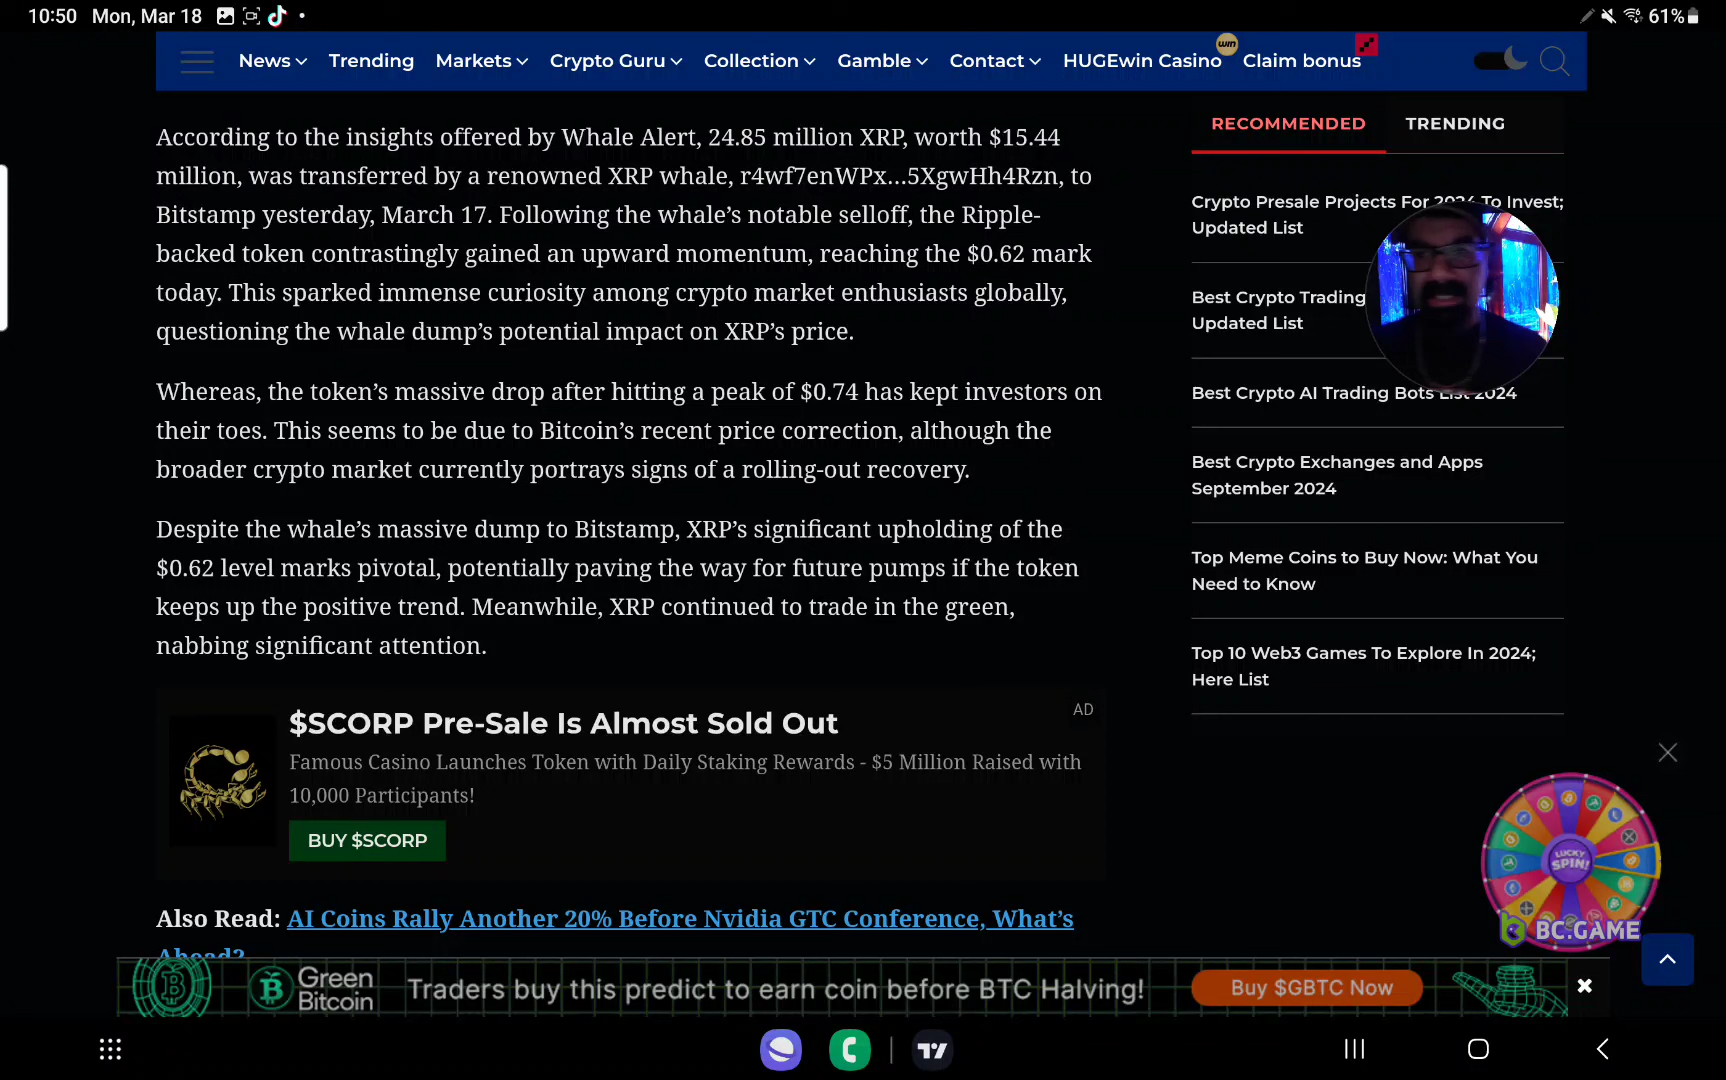 10:50 Mon, Mar 18
61%
News Trending Markets Crypto Guru Collection Gamble Contact HUGEwin Casino Claim bonus
win
According to the insights offered by Whale Alert, 24.85 million XRP, worth $15.44
million, was transferred by a renowned XRP whale, r4wf7enWPx...5XgwHh4Rzn, to
Bitstamp yesterday, March 17. Following the whale’s notable selloff, the Ripple-
backed token contrastingly gained an upward momentum, reaching the $0.62 mark
today. This sparked immense curiosity among crypto market enthusiasts globally,
questioning the whale dump’s potential impact on XRP’s price.
Whereas, the token’s massive drop after hitting a peak of $0.74 has kept investors on
their toes. This seems to be due to Bitcoin’s recent price correction, although the
broader crypto market currently portrays signs of a rolling-out recovery.
Despite the whale’s massive dump to Bitstamp, XRP’s significant upholding of the
$0.62 level marks pivotal, potentially paving the way for future pumps if the token
keeps up the positive trend. Meanwhile, XRP continued to trade in the green,
nabbing significant attention.
$SCORP Pre-Sale Is Almost Sold Out
AD
Famous Casino Launches Token with Daily Staking Rewards - $5 Million Raised with
10,000 Participants!
BUY $SCORP
Also Read: AI Coins Rally Another 20% Before Nvidia GTC Conference, What’s
Ahead?
RECOMMENDED TRENDING
Crypto Presale Projects For 2024 To Invest;
Updated List
Best Crypto Trading
Updated List
Best Crypto AI Trading Bots List 2024
Best Crypto Exchanges and Apps
September 2024
Top Meme Coins to Buy Now: What You
Need to Know
Top 10 Web3 Games To Explore In 2024;
Here List
LUCKY
SPIN!
BC.GAME
Green
Bitcoin
Traders buy this predict to earn coin before BTC Halving!
Buy $GBTC Now